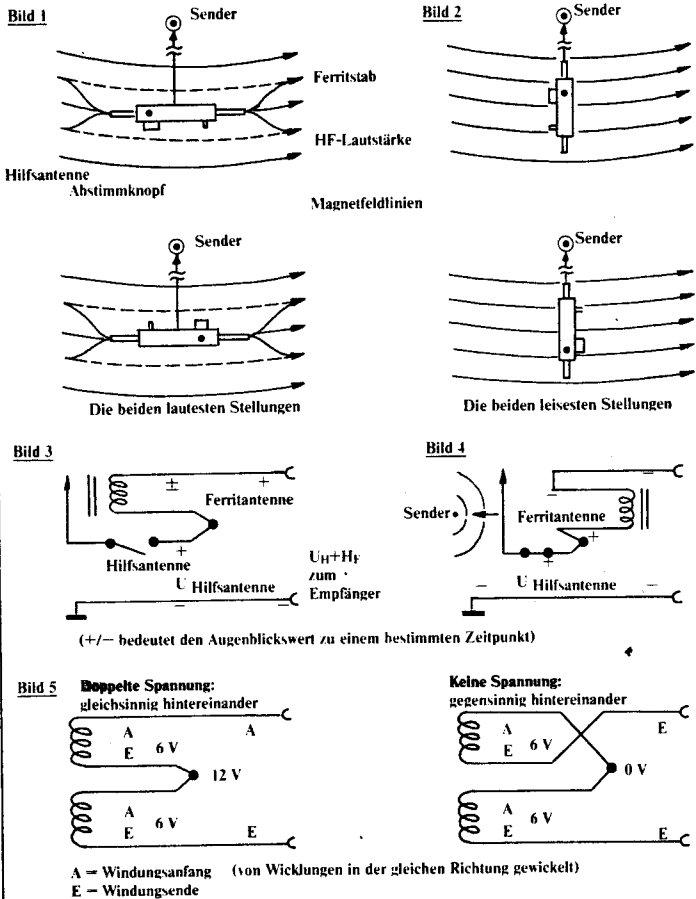 Bild 1
Sender
Bild 2
Sender
Ferritstab
HF-Lautstärke
Hilfsantenne
Abstimmknopf
Magnetfeldlinien
Sender
Sender
Die beiden lautesten Stellungen
Die beiden leisesten Stellungen
Bild 3
± +
Ferritantenne
+
Hilfsantenne
U Hilfsantenne
− −
UH+HF
zum
Empfänger
Bild 4
Sender
− −
Ferritantenne
+
+
− U Hilfsantenne −
(+/− bedeutet den Augenblickswert zu einem bestimmten Zeitpunkt)
Bild 5
Doppelte Spannung:
gleichsinnig hintereinander
A A
E 6 V
12 V
A
E 6 V E
Keine Spannung:
gegensinnig hintereinander
A E
E 6 V
0 V
A
E 6 V E
A = Windungsanfang (von Wicklungen in der gleichen Richtung gewickelt)
E = Windungsende